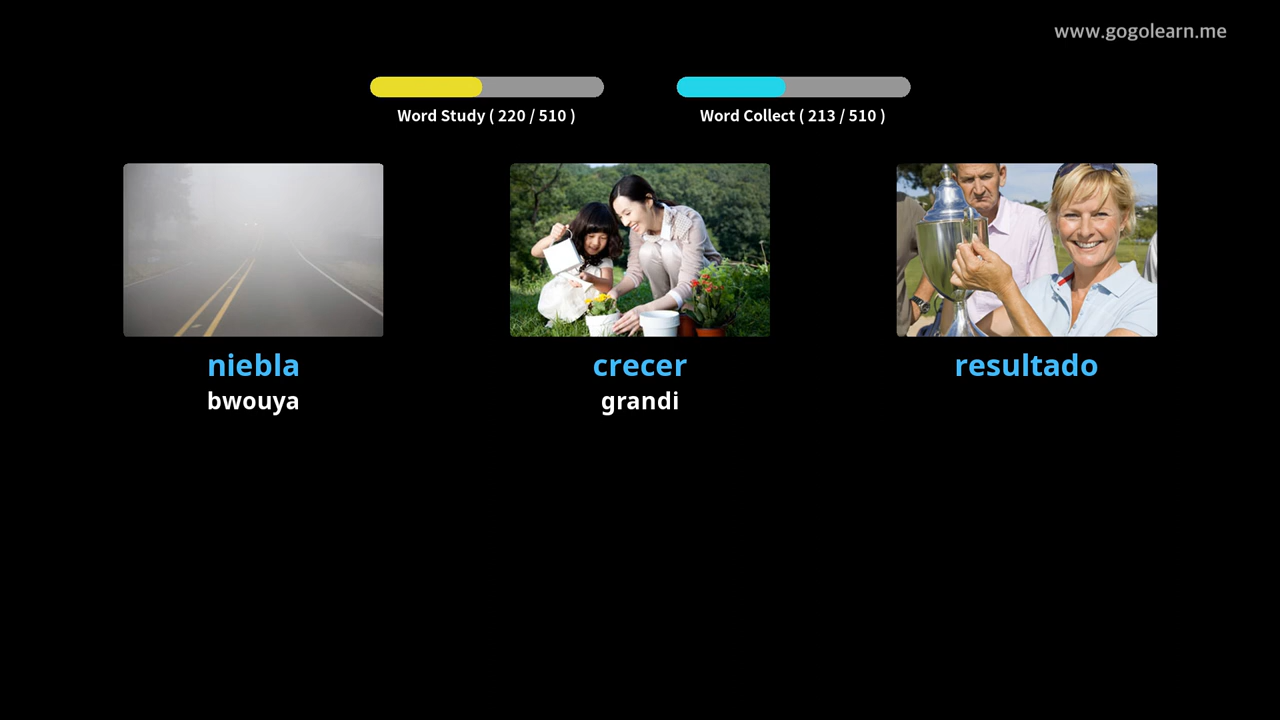 www.gogolearn.me
Word Study ( 220 / 510 )
Word Collect ( 213 / 510 )
niebla
bwouya
crecer
grandi
resultado